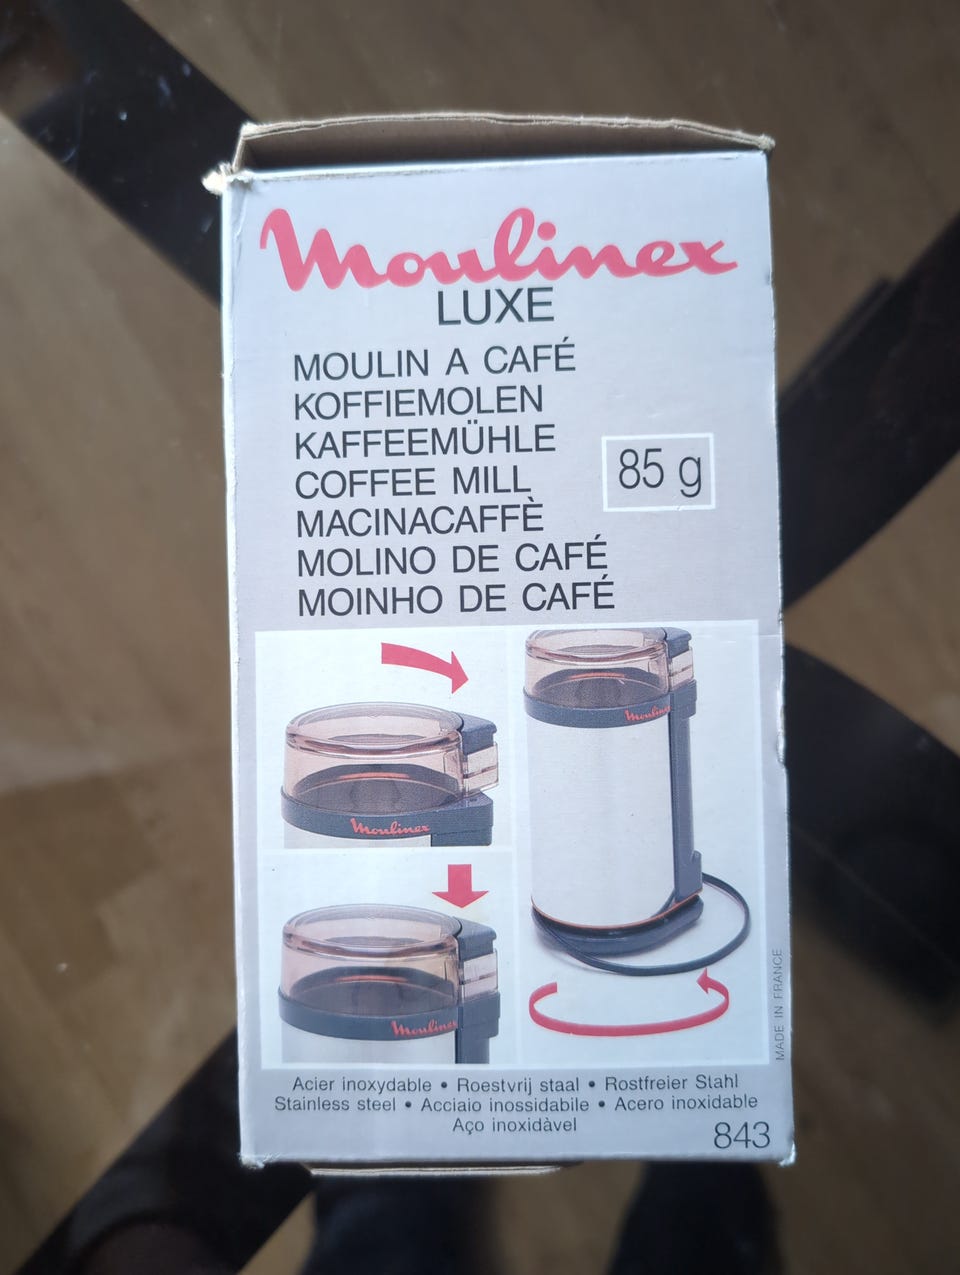 Moulinex
LUXE
MOULIN A CAFÉ
KOFFIEMOLEN
KAFFEEMÜHLE
COFFEE MILL
MACINACAFFÈ
MOLINO DE CAFÉ
MOINHO DE CAFÉ
85 g
Moulinex
Moulinex
Moulinex
MADE IN FRANCE
Acier inoxydable • Roestvrij staal • Rostfreier Stahl
Stainless steel • Acciaio inossidabile • Acero inoxidable
Aço inoxidàvel
843